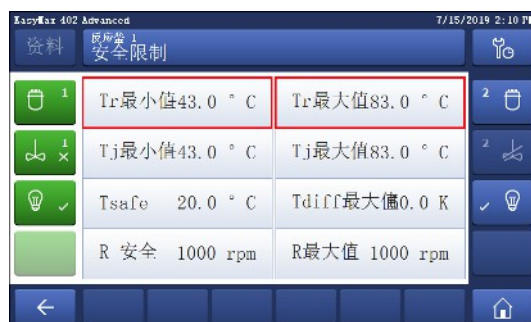 EasyMax 402 Advanced 7/15/2019 2:10 PM
资料
反应釜 1
安全限制
1 Tr最小值43.0 ° C Tr最大值83.0 ° C 2
1 Tj最小值43.0 ° C Tj最大值83.0 ° C 2
Tsafe 20.0 ° C Tdiff最大值0.0 K
R 安全 1000 rpm R最大值 1000 rpm